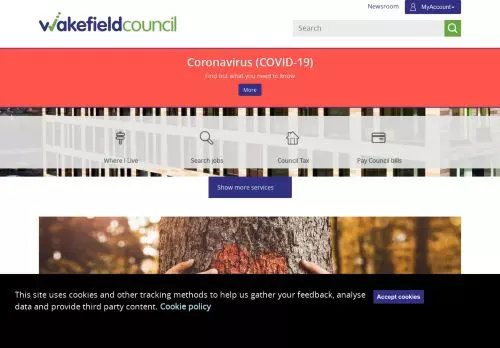 Newsroom
MyAccount
wakefieldcouncil
Search
Coronavirus (COVID-19)
Find out what you need to know
More
Where I Live
Search jobs
Council Tax
Pay Council bills
Show more services
This site uses cookies and other tracking methods to help us gather your feedback, analyse
data and provide third party content. Cookie policy
Accept cookies